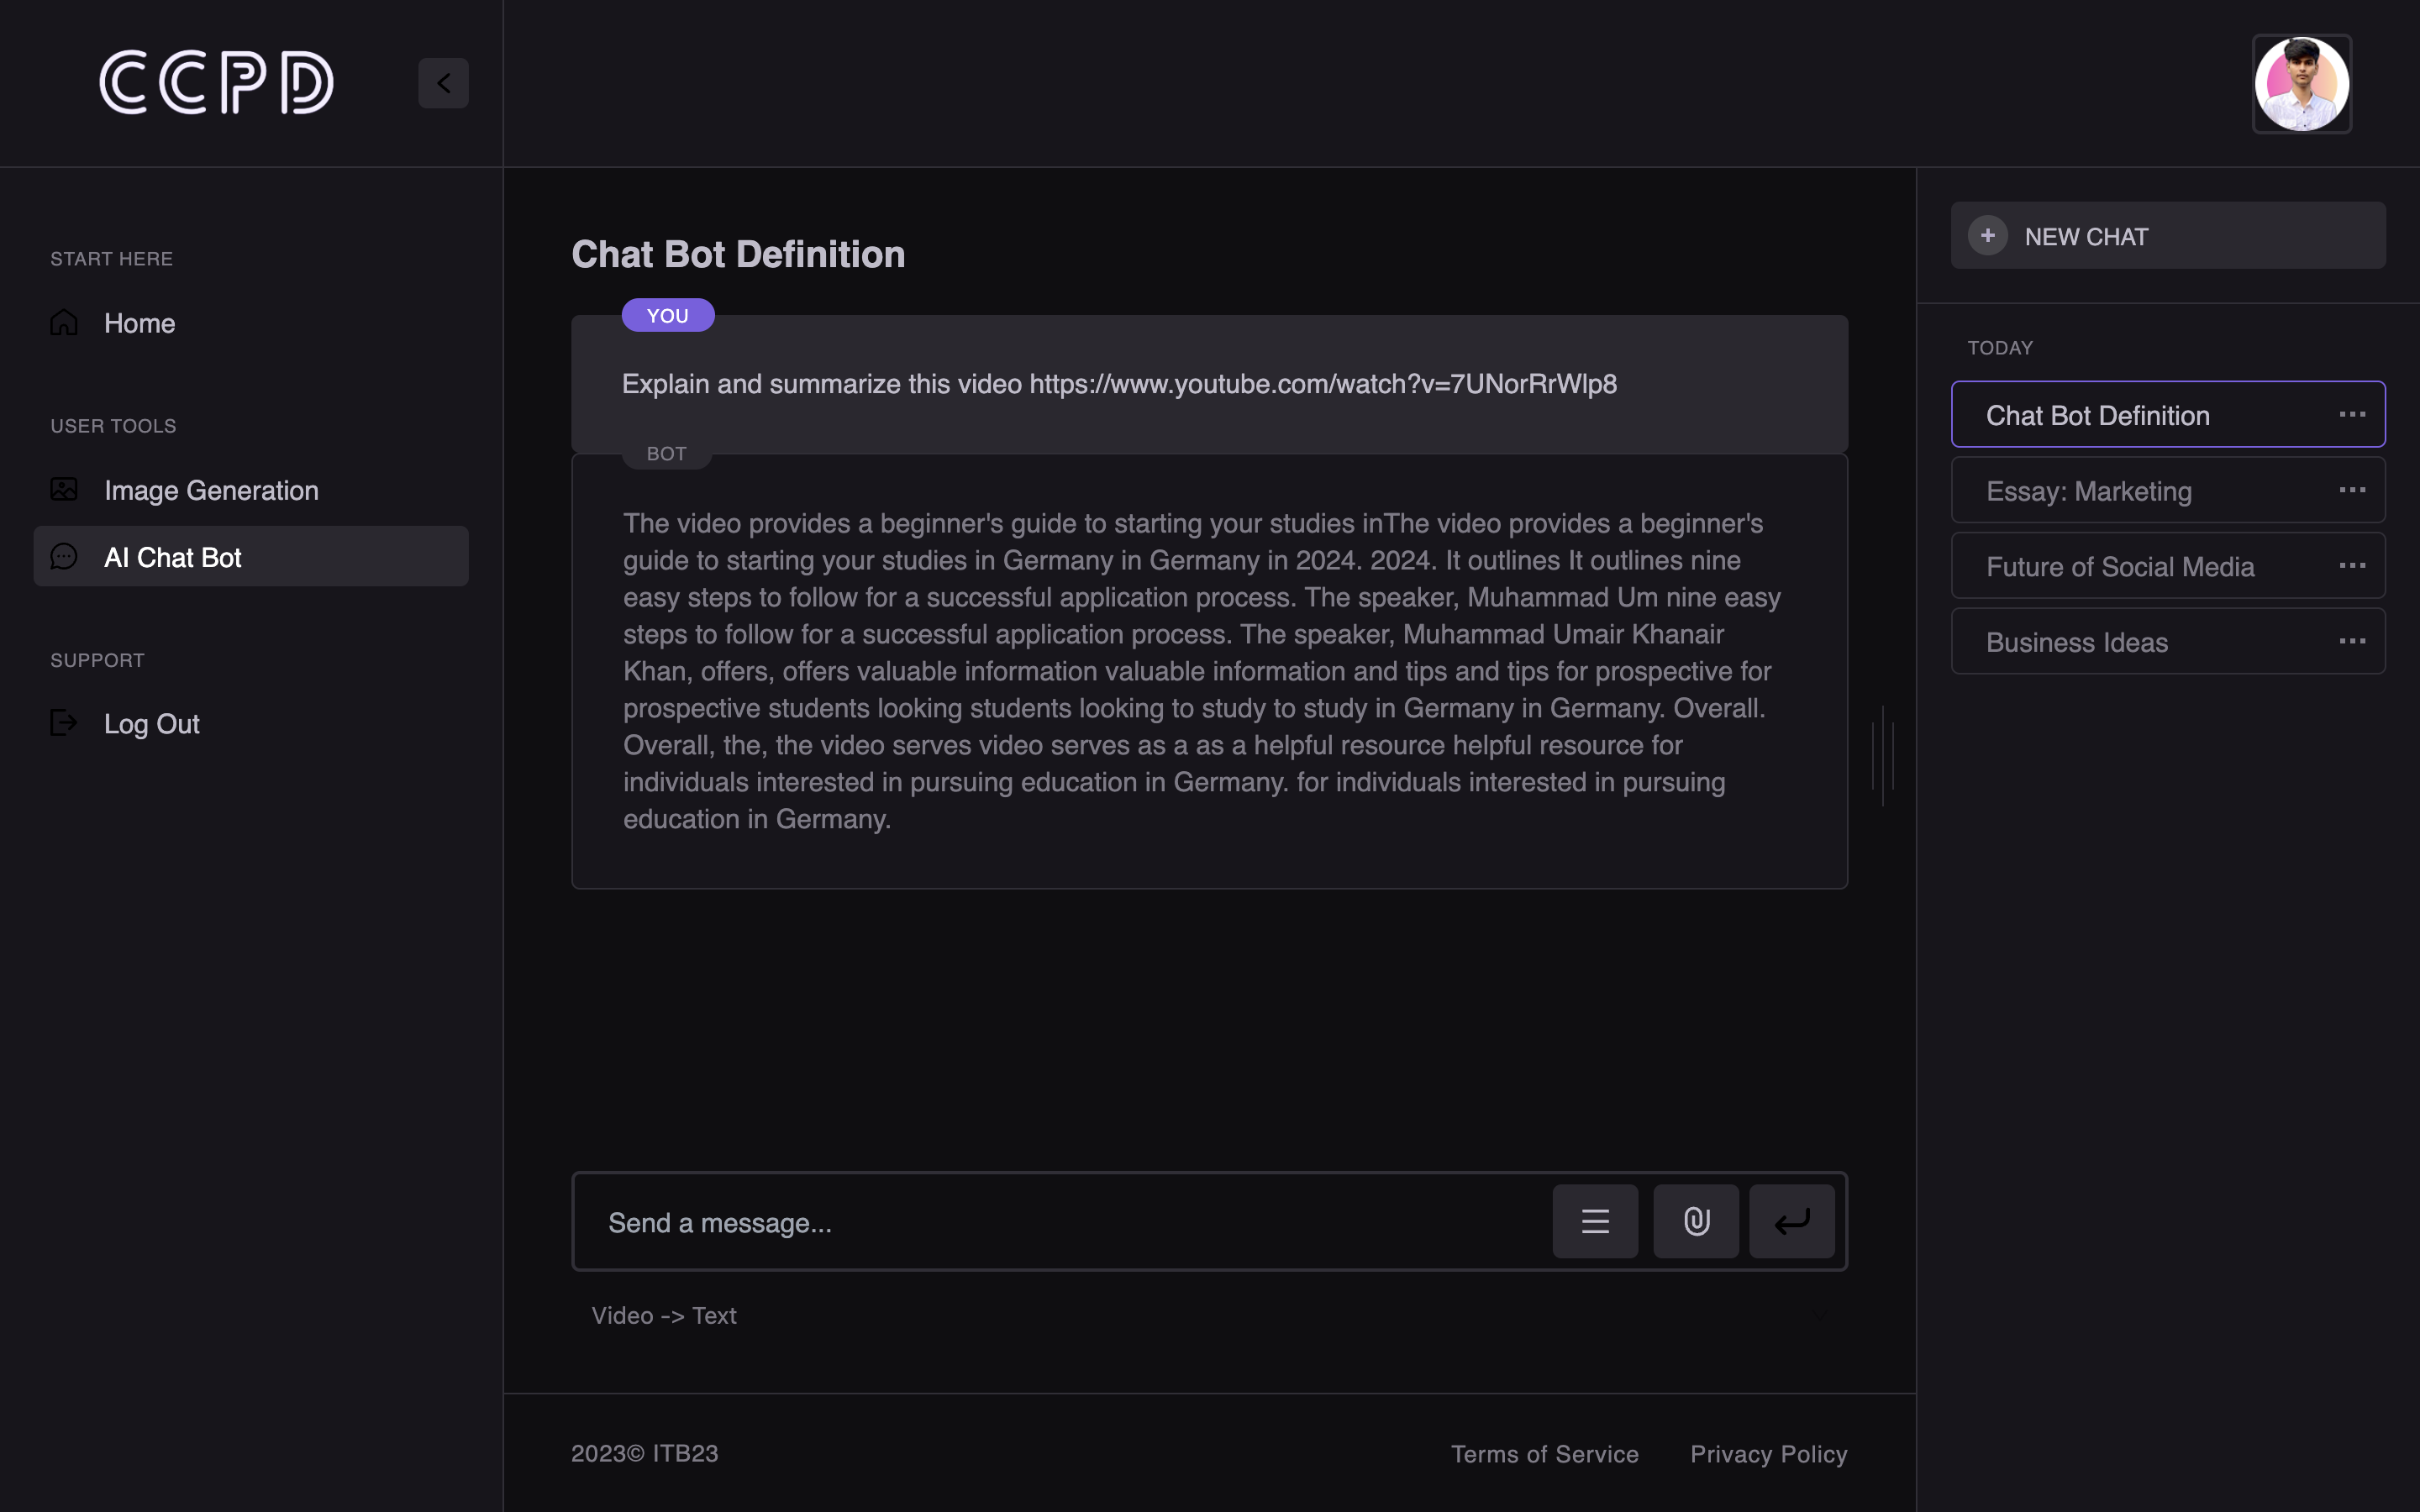 CCPD
START HERE
Home
USER TOOLS
Image Generation
AI Chat Bot
SUPPORT
Log Out
Chat Bot Definition
YOU
Explain and summarize this video https://www.youtube.com/watch?v=7UNorRrWlp8
BOT
The video provides a beginner's guide to starting your studies inThe video provides a beginner's
guide to starting your studies in Germany in Germany in 2024. 2024. It outlines It outlines nine
easy steps to follow for a successful application process. The speaker, Muhammad Um nine easy
steps to follow for a successful application process. The speaker, Muhammad Umair Khanair
Khan, offers, offers valuable information valuable information and tips and tips for prospective for
prospective students looking students looking to study to study in Germany in Germany. Overall.
Overall, the, the video serves video serves as a as a helpful resource helpful resource for
individuals interested in pursuing education in Germany. for individuals interested in pursuing
education in Germany.
Send a message...
Video -> Text
2023© ITB23
Terms of Service
Privacy Policy
+ NEW CHAT
TODAY
Chat Bot Definition ...
Essay: Marketing ...
Future of Social Media ...
Business Ideas ...